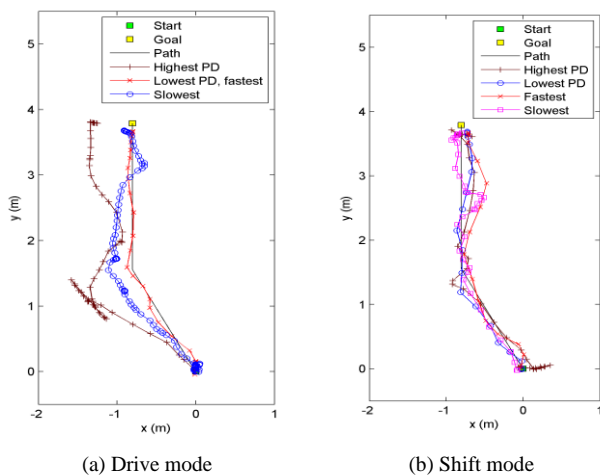 Start
Goal
Path
Highest PD
Lowest PD, fastest
Slowest
5
4
3
2
1
0
y (m)
-2 -1 0 1
x (m)
(a) Drive mode
Start
Goal
Path
Highest PD
Lowest PD
Fastest
Slowest
5
4
3
2
1
0
y (m)
-2 -1 0 1
x (m)
(b) Shift mode